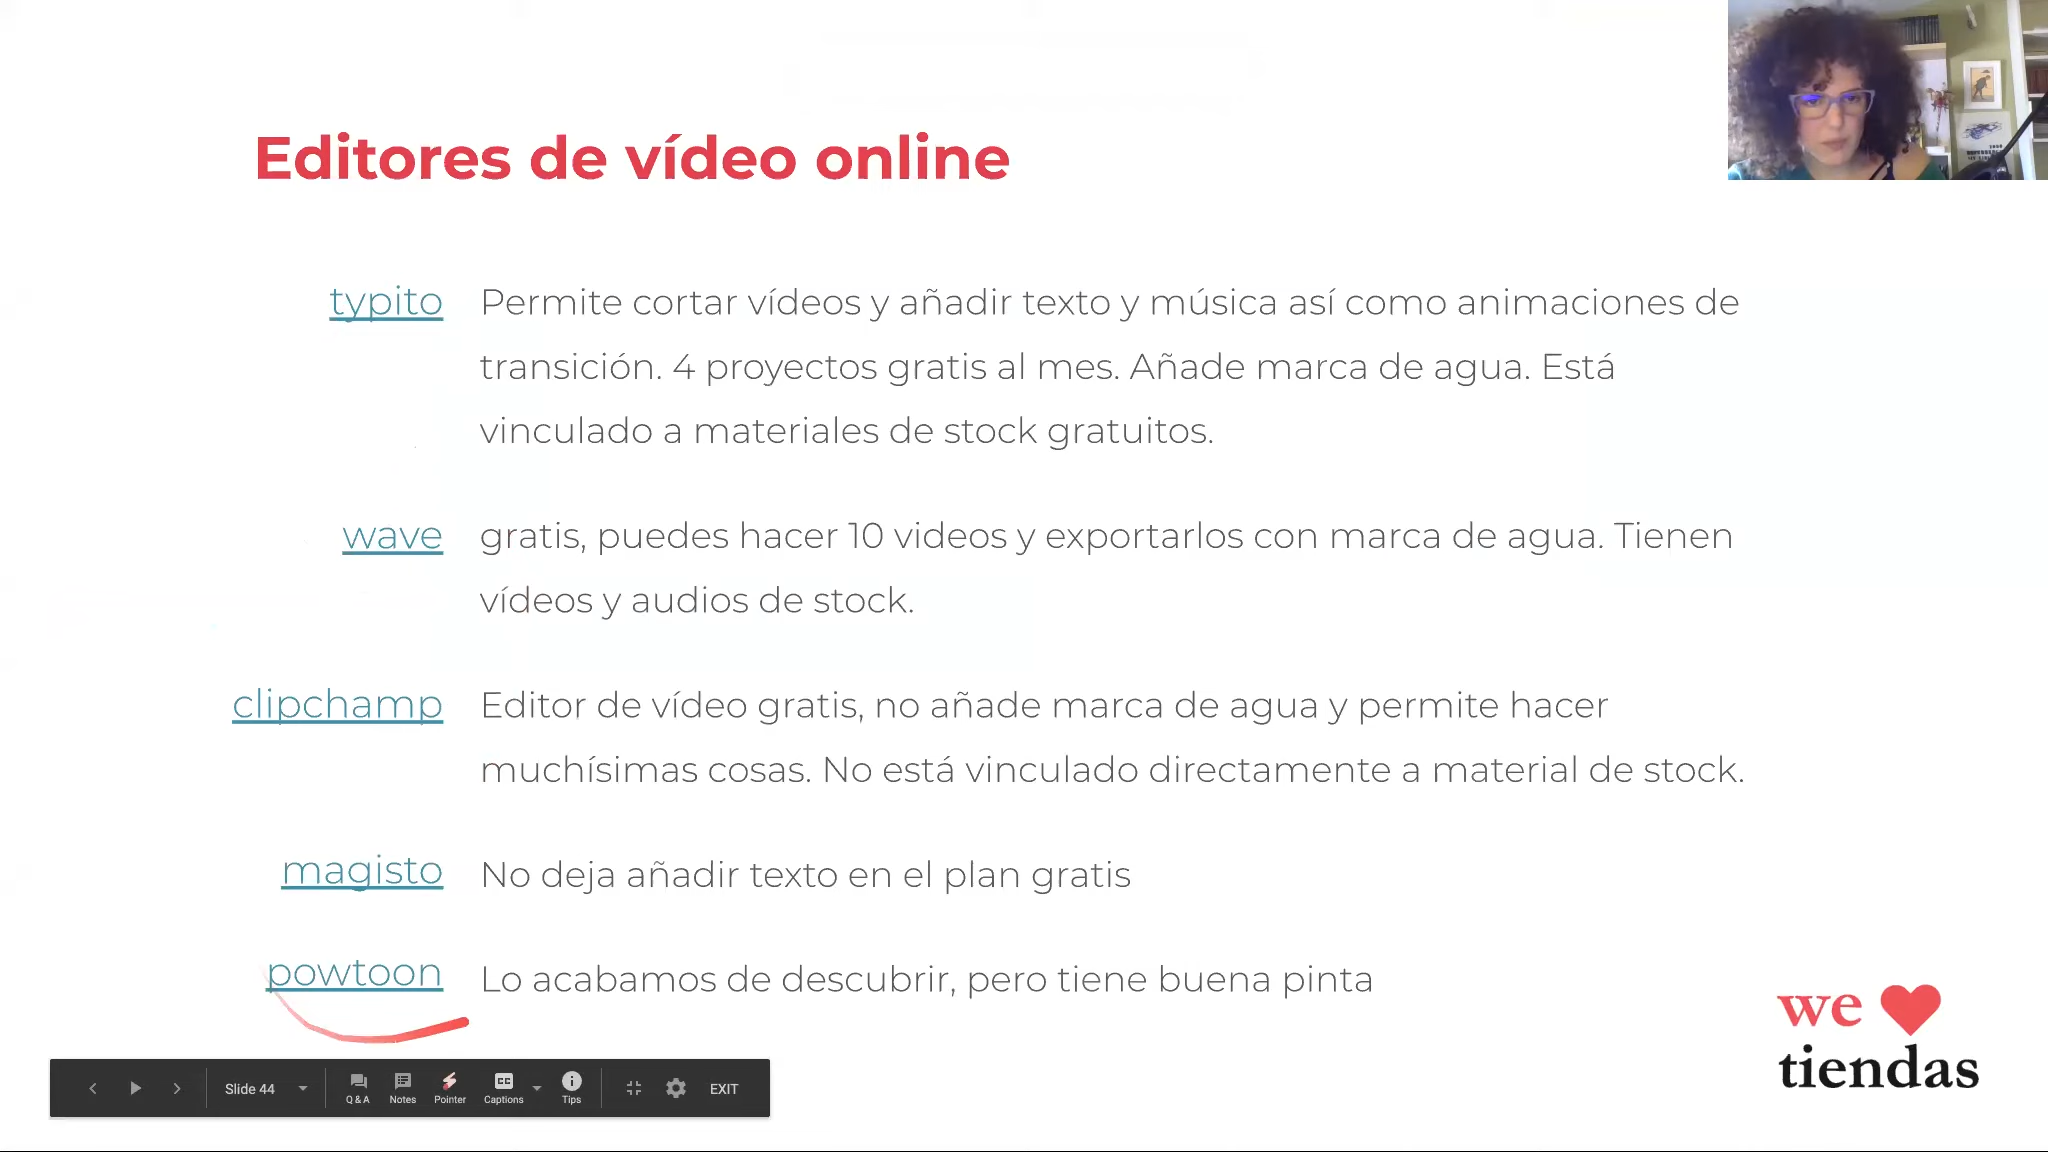 Editores de vídeo online
typito
Permite cortar vídeos y añadir texto y música así como animaciones de
transición. 4 proyectos gratis al mes. Añade marca de agua. Está
vinculado a materiales de stock gratuitos.
wave
gratis, puedes hacer 10 videos y exportarlos con marca de agua. Tienen
vídeos y audios de stock.
clipchamp
Editor de vídeo gratis, no añade marca de agua y permite hacer
muchísimas cosas. No está vinculado directamente a material de stock.
magisto
No deja añadir texto en el plan gratis
powtoon
Lo acabamos de descubrir, pero tiene buena pinta
we
tiendas
Slide 44
Q & A
Notes
Pointer
CC
Captions
Tips
EXIT